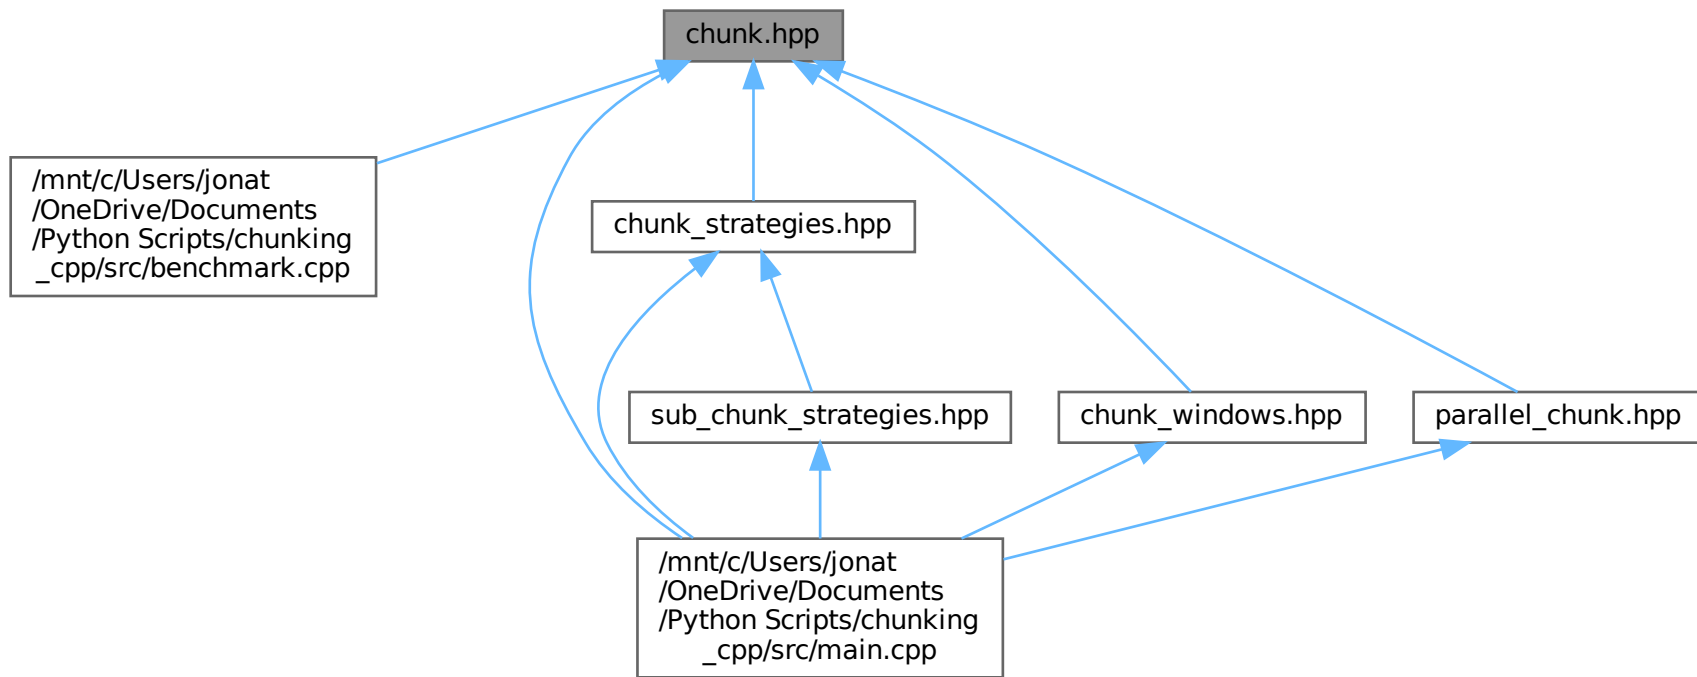 chunk.hpp
/mnt/c/Users/jonat
/OneDrive/Documents
/Python Scripts/chunking
_cpp/src/benchmark.cpp
chunk_strategies.hpp
sub_chunk_strategies.hpp
chunk_windows.hpp
parallel_chunk.hpp
/mnt/c/Users/jonat
/OneDrive/Documents
/Python Scripts/chunking
_cpp/src/main.cpp